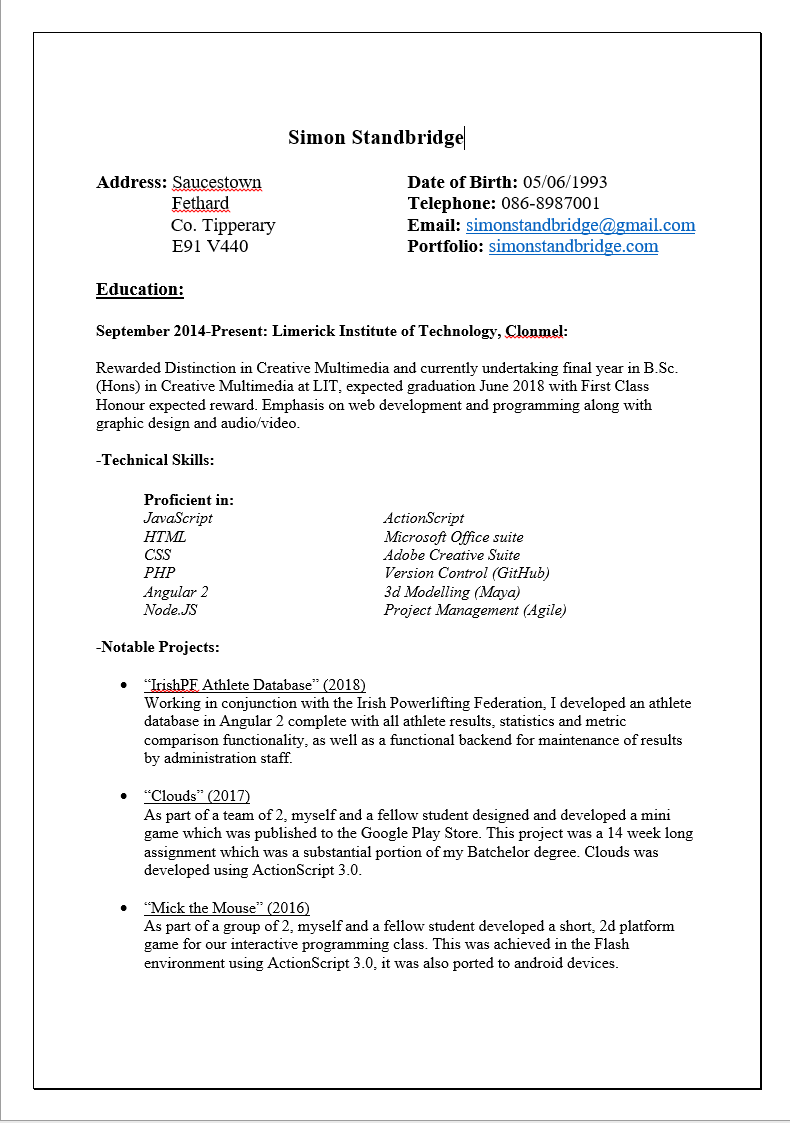 Simon Standbridge
Address: Saucestown Date of Birth: 05/06/1993
Fethard Telephone: 086-8987001
Co. Tipperary Email: simonstandbridge@gmail.com
E91 V440 Portfolio: simonstandbridge.com
Education:
September 2014-Present: Limerick Institute of Technology, Clonmel:
Rewarded Distinction in Creative Multimedia and currently undertaking final year in B.Sc.
(Hons) in Creative Multimedia at LIT, expected graduation June 2018 with First Class
Honour expected reward. Emphasis on web development and programming along with
graphic design and audio/video.
-Technical Skills:
Proficient in:
JavaScript ActionScript
HTML Microsoft Office suite
CSS Adobe Creative Suite
PHP Version Control (GitHub)
Angular 2 3d Modelling (Maya)
Node.JS Project Management (Agile)
-Notable Projects:
• “IrishPF Athlete Database” (2018)
Working in conjunction with the Irish Powerlifting Federation, I developed an athlete
database in Angular 2 complete with all athlete results, statistics and metric
comparison functionality, as well as a functional backend for maintenance of results
by administration staff.
• “Clouds” (2017)
As part of a team of 2, myself and a fellow student designed and developed a mini
game which was published to the Google Play Store. This project was a 14 week long
assignment which was a substantial portion of my Batchelor degree. Clouds was
developed using ActionScript 3.0.
• “Mick the Mouse” (2016)
As part of a group of 2, myself and a fellow student developed a short, 2d platform
game for our interactive programming class. This was achieved in the Flash
environment using ActionScript 3.0, it was also ported to android devices.